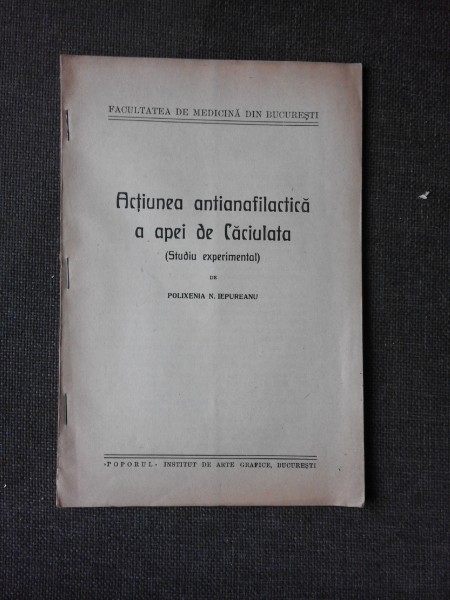 FACULTATEA DE MEDICINĂ DIN BUCUREȘTI
Acțiunea antianafilactică
a apei de Căciulata
(Studiu experimental)
DE
POLIXENIA N. IEPUREANU
«POPORUL» INSTITUT DE ARTE GRAFICE, BUCUREȘTI